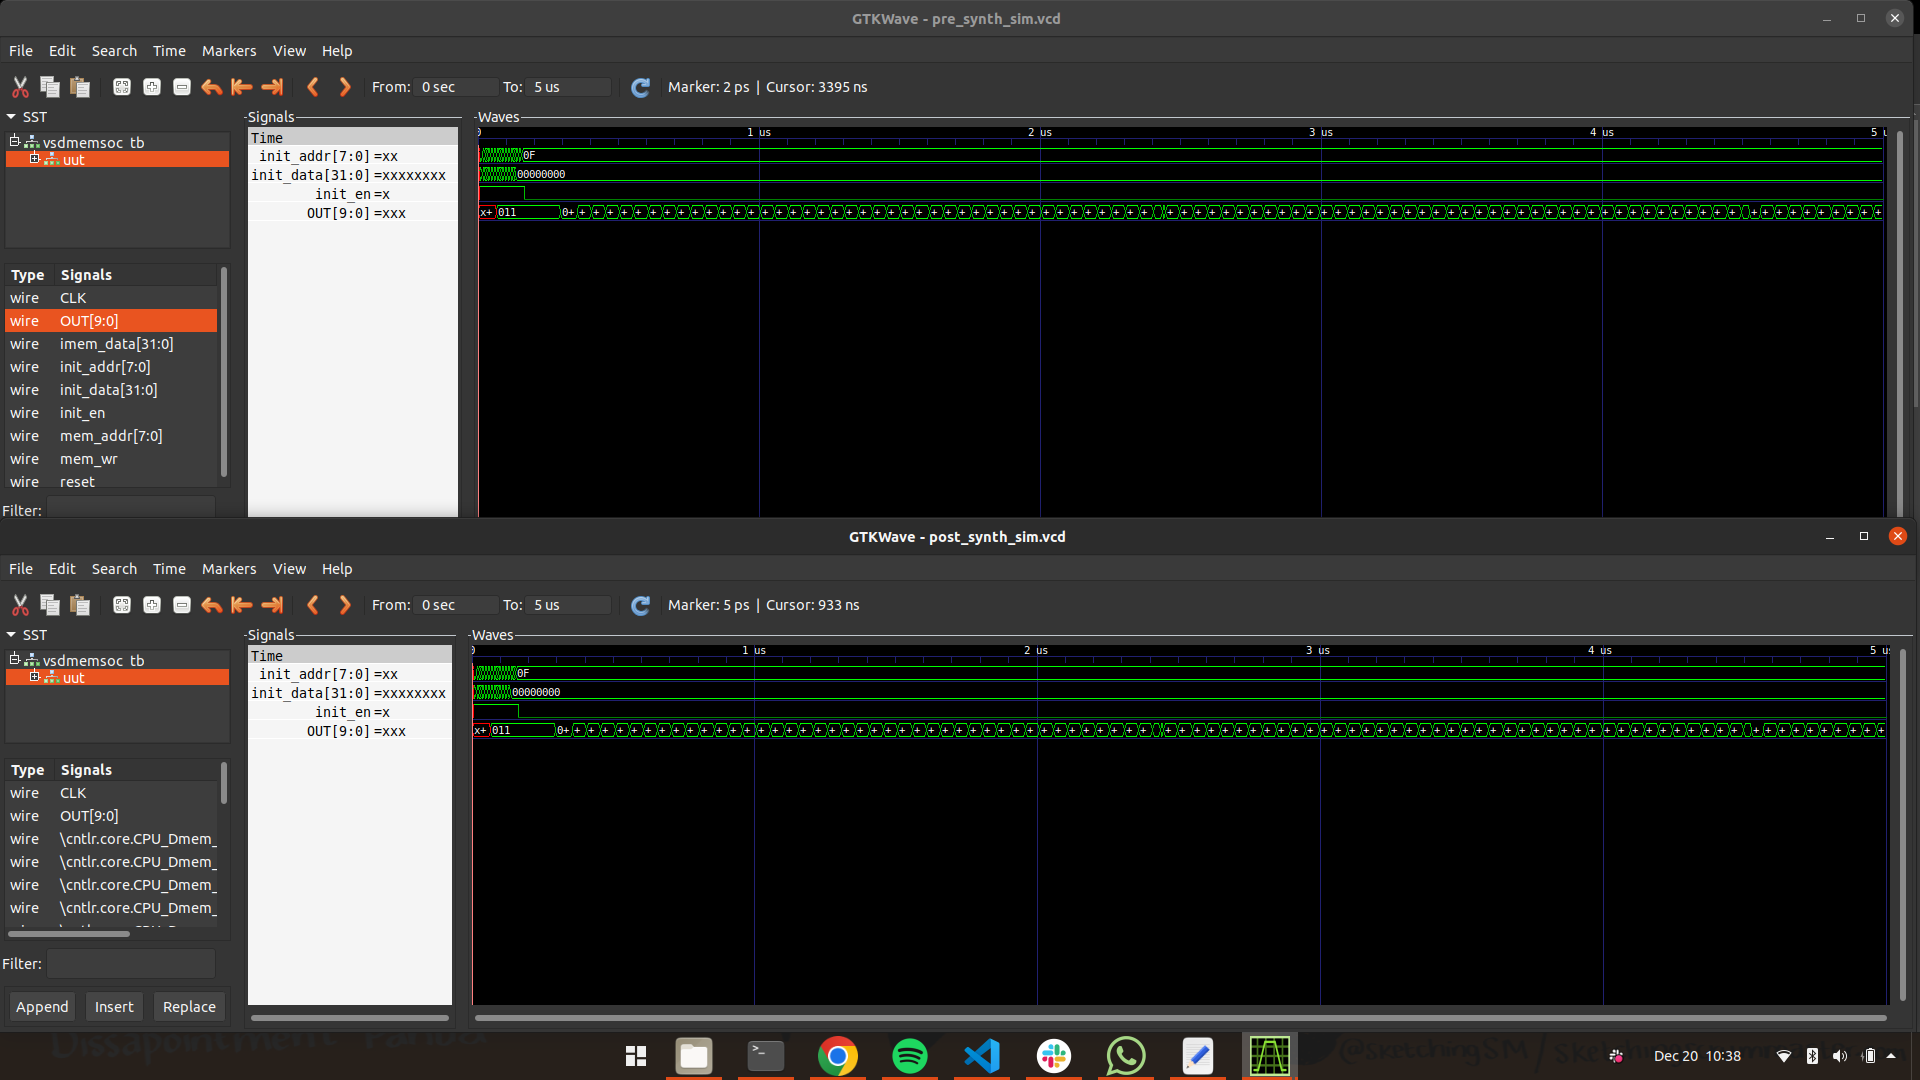 GTKWave - pre_synth_sim.vcd
File Edit Search Time Markers View Help
From: 0 sec To: 5 us Marker: 2 ps | Cursor: 3395 ns
SST
vsdmemsoc_tb
uut
Type Signals
wire CLK
wire OUT[9:0]
wire imem_data[31:0]
wire init_addr[7:0]
wire init_data[31:0]
wire init_en
wire mem_addr[7:0]
wire mem_wr
wire reset
Filter:
Signals
Time
init_addr[7:0] =xx
init_data[31:0] =xxxxxxxx
init_en =x
OUT[9:0] =xxx
Waves
0 1 us 2 us 3 us 4 us 5 u
0F
00000000
x+ 011 0+ + + + + + + + + + + + + + + + + + + + + + + + + + + + + + + + + + + + + + + + +
GTKWave - post_synth_sim.vcd
File Edit Search Time Markers View Help
From: 0 sec To: 5 us Marker: 5 ps | Cursor: 933 ns
SST
vsdmemsoc_tb
uut
Type Signals
wire CLK
wire OUT[9:0]
wire \cntlr.core.CPU_Dmem_
wire \cntlr.core.CPU_Dmem_
wire \cntlr.core.CPU_Dmem_
wire \cntlr.core.CPU_Dmem_
Filter:
Append Insert Replace
Signals
Time
init_addr[7:0] =xx
init_data[31:0] =xxxxxxxx
init_en =x
OUT[9:0] =xxx
Waves
0 1 us 2 us 3 us 4 us 5 u
0F
00000000
x+ 011 0+ + + + + + + + + + + + + + + + + + + + + + + + + + + + + + + + + + + + + + + + +
Dissapointment
@sketchingSM /
Dec 20 10:38